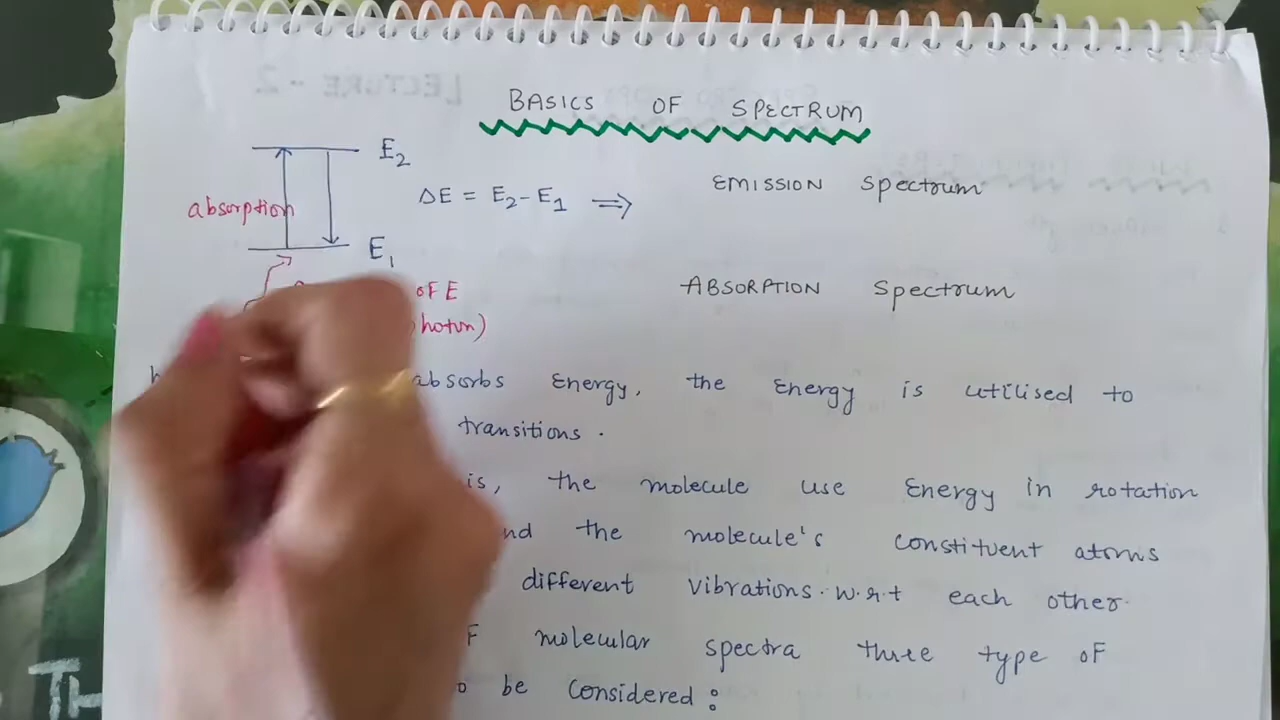 LECTURE - 2
BASICS OF SPECTRUM
E2
absorption
ΔE = E2 - E1 ⇒
EMISSION Spectrum
E1
OF E
ABSORPTION Spectrum
absorbs Energy, the Energy is utilised to
transitions.
is, the molecule use Energy in rotation
the molecule's constituent atoms
different vibrations. w.r.t each other.
molecular spectra three type OF
be considered: